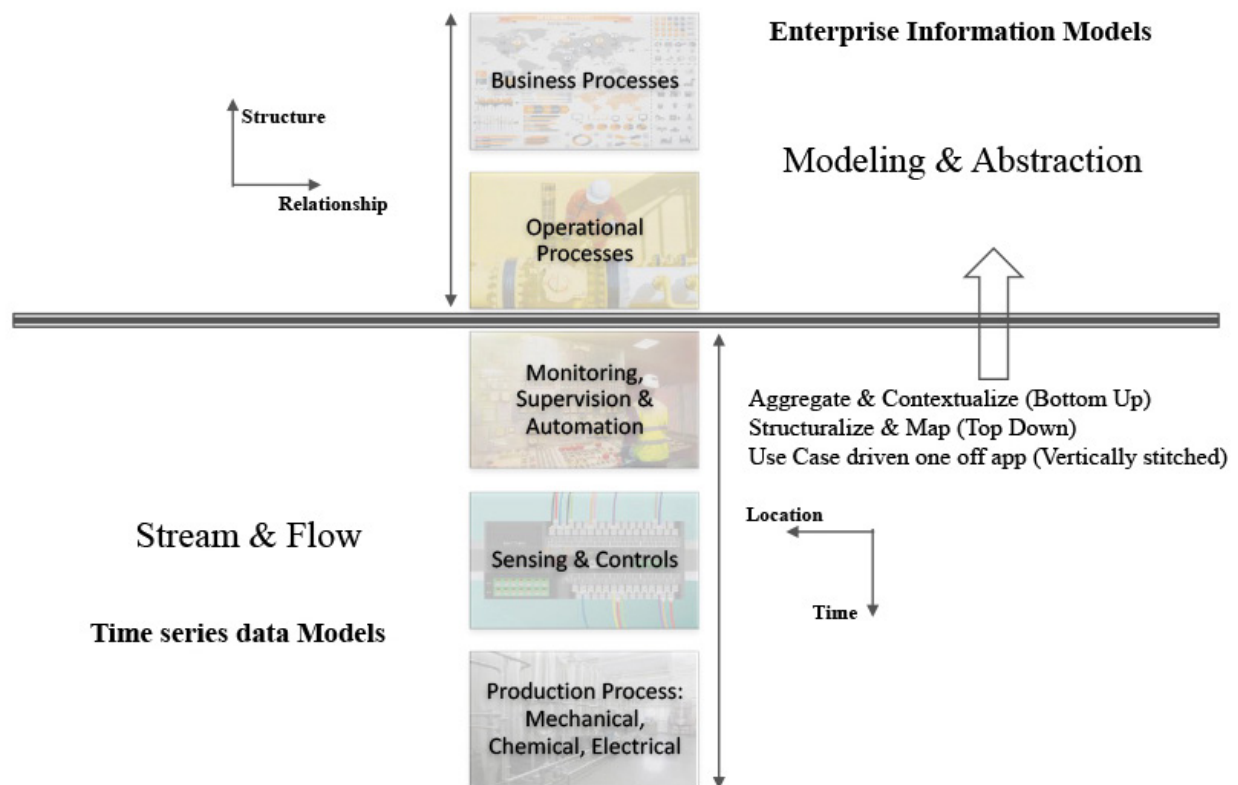 Enterprise Information Models
Business Processes
Structure
Relationship
Modeling & Abstraction
Operational
Processes
Monitoring,
Supervision &
Automation
Aggregate & Contextualize (Bottom Up)
Structuralize & Map (Top Down)
Use Case driven one off app (Vertically stitched)
Stream & Flow
Sensing & Controls
Location
Time
Time series data Models
Production Process:
Mechanical,
Chemical, Electrical